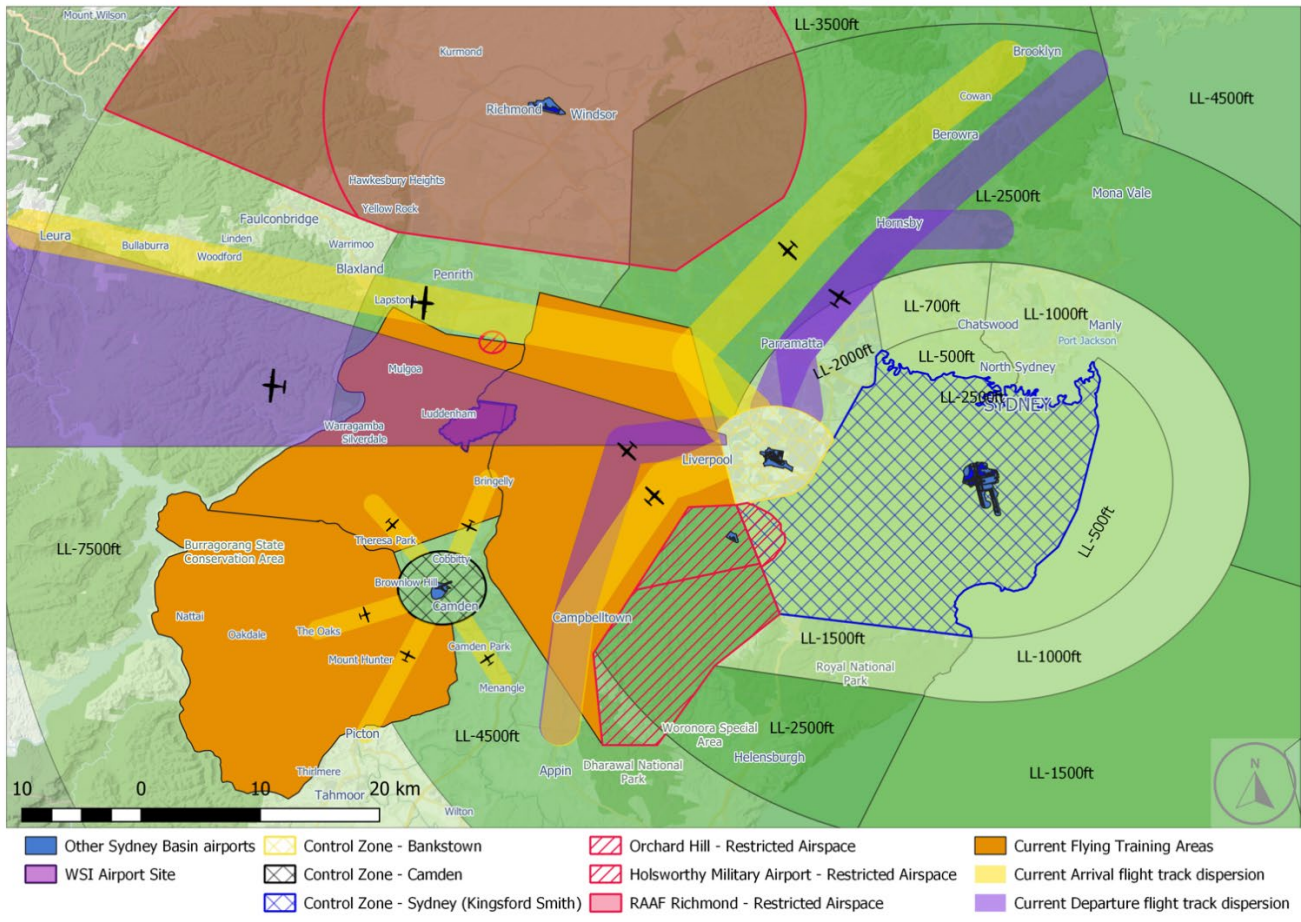 Mount Wilson
LL-3500ft
Kurmond
Brooklyn
Richmond
Windsor
Cowan
LL-4500ft
Berowra
Hawkesbury Heights
Mona Vale
LL-2500ft
Yellow Rock
Faulconbridge
Hornsby
Leura
Linden
Bullaburra
Warrimoo
Woodford
Blaxland
Penrith
Lapstone
LL-700ft
LL-1000ft
Chatswood
Manly
Port Jackson
Parramatta
LL-2000ft
LL-500ft
North Sydney
Mulgoa
LL-2500ft
SYDNEY
Luddenham
Warragamba
Silverdale
Liverpool
Bringelly
LL-500ft
LL-7500ft
Burragorang State
Conservation Area
Theresa Park
Cobbitty
Brownlow Hill
Camden
Nattai
Oakdale
The Oaks
Campbelltown
LL-1500ft
Mount Hunter
Camden Park
LL-1000ft
Royal National
Park
Menangle
Picton
LL-4500ft
Woronora Special
Area
LL-2500ft
Helensburgh
Thirlmere
Appin
Dharawal National
Park
LL-1500ft
Tahmoor
Wilton
10 0 10 20 km
N
Other Sydney Basin airports
WSI Airport Site
Control Zone - Bankstown
Control Zone - Camden
Control Zone - Sydney (Kingsford Smith)
Orchard Hill - Restricted Airspace
Holsworthy Military Airport - Restricted Airspace
RAAF Richmond - Restricted Airspace
Current Flying Training Areas
Current Arrival flight track dispersion
Current Departure flight track dispersion